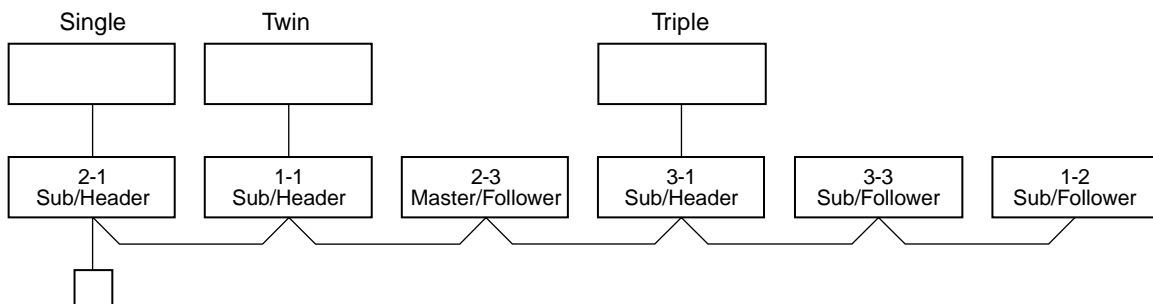 Single
Twin
Triple
2-1
Sub/Header
1-1
Sub/Header
2-3
Master/Follower
3-1
Sub/Header
3-3
Sub/Follower
1-2
Sub/Follower